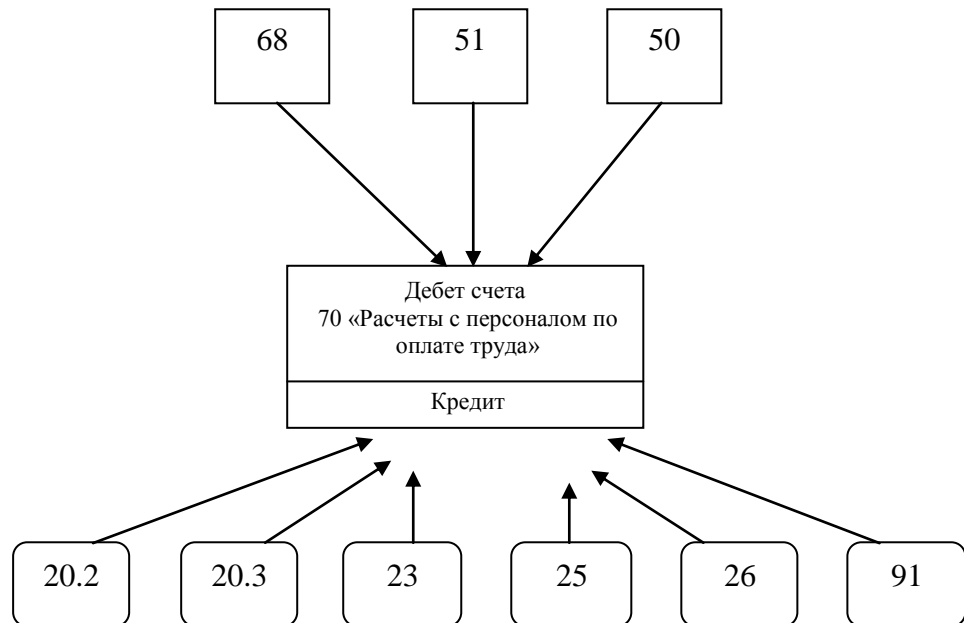 68 51 50
Дебет счета
70 «Расчеты с персоналом по
оплате труда»
Кредит
20.2 20.3 23 25 26 91